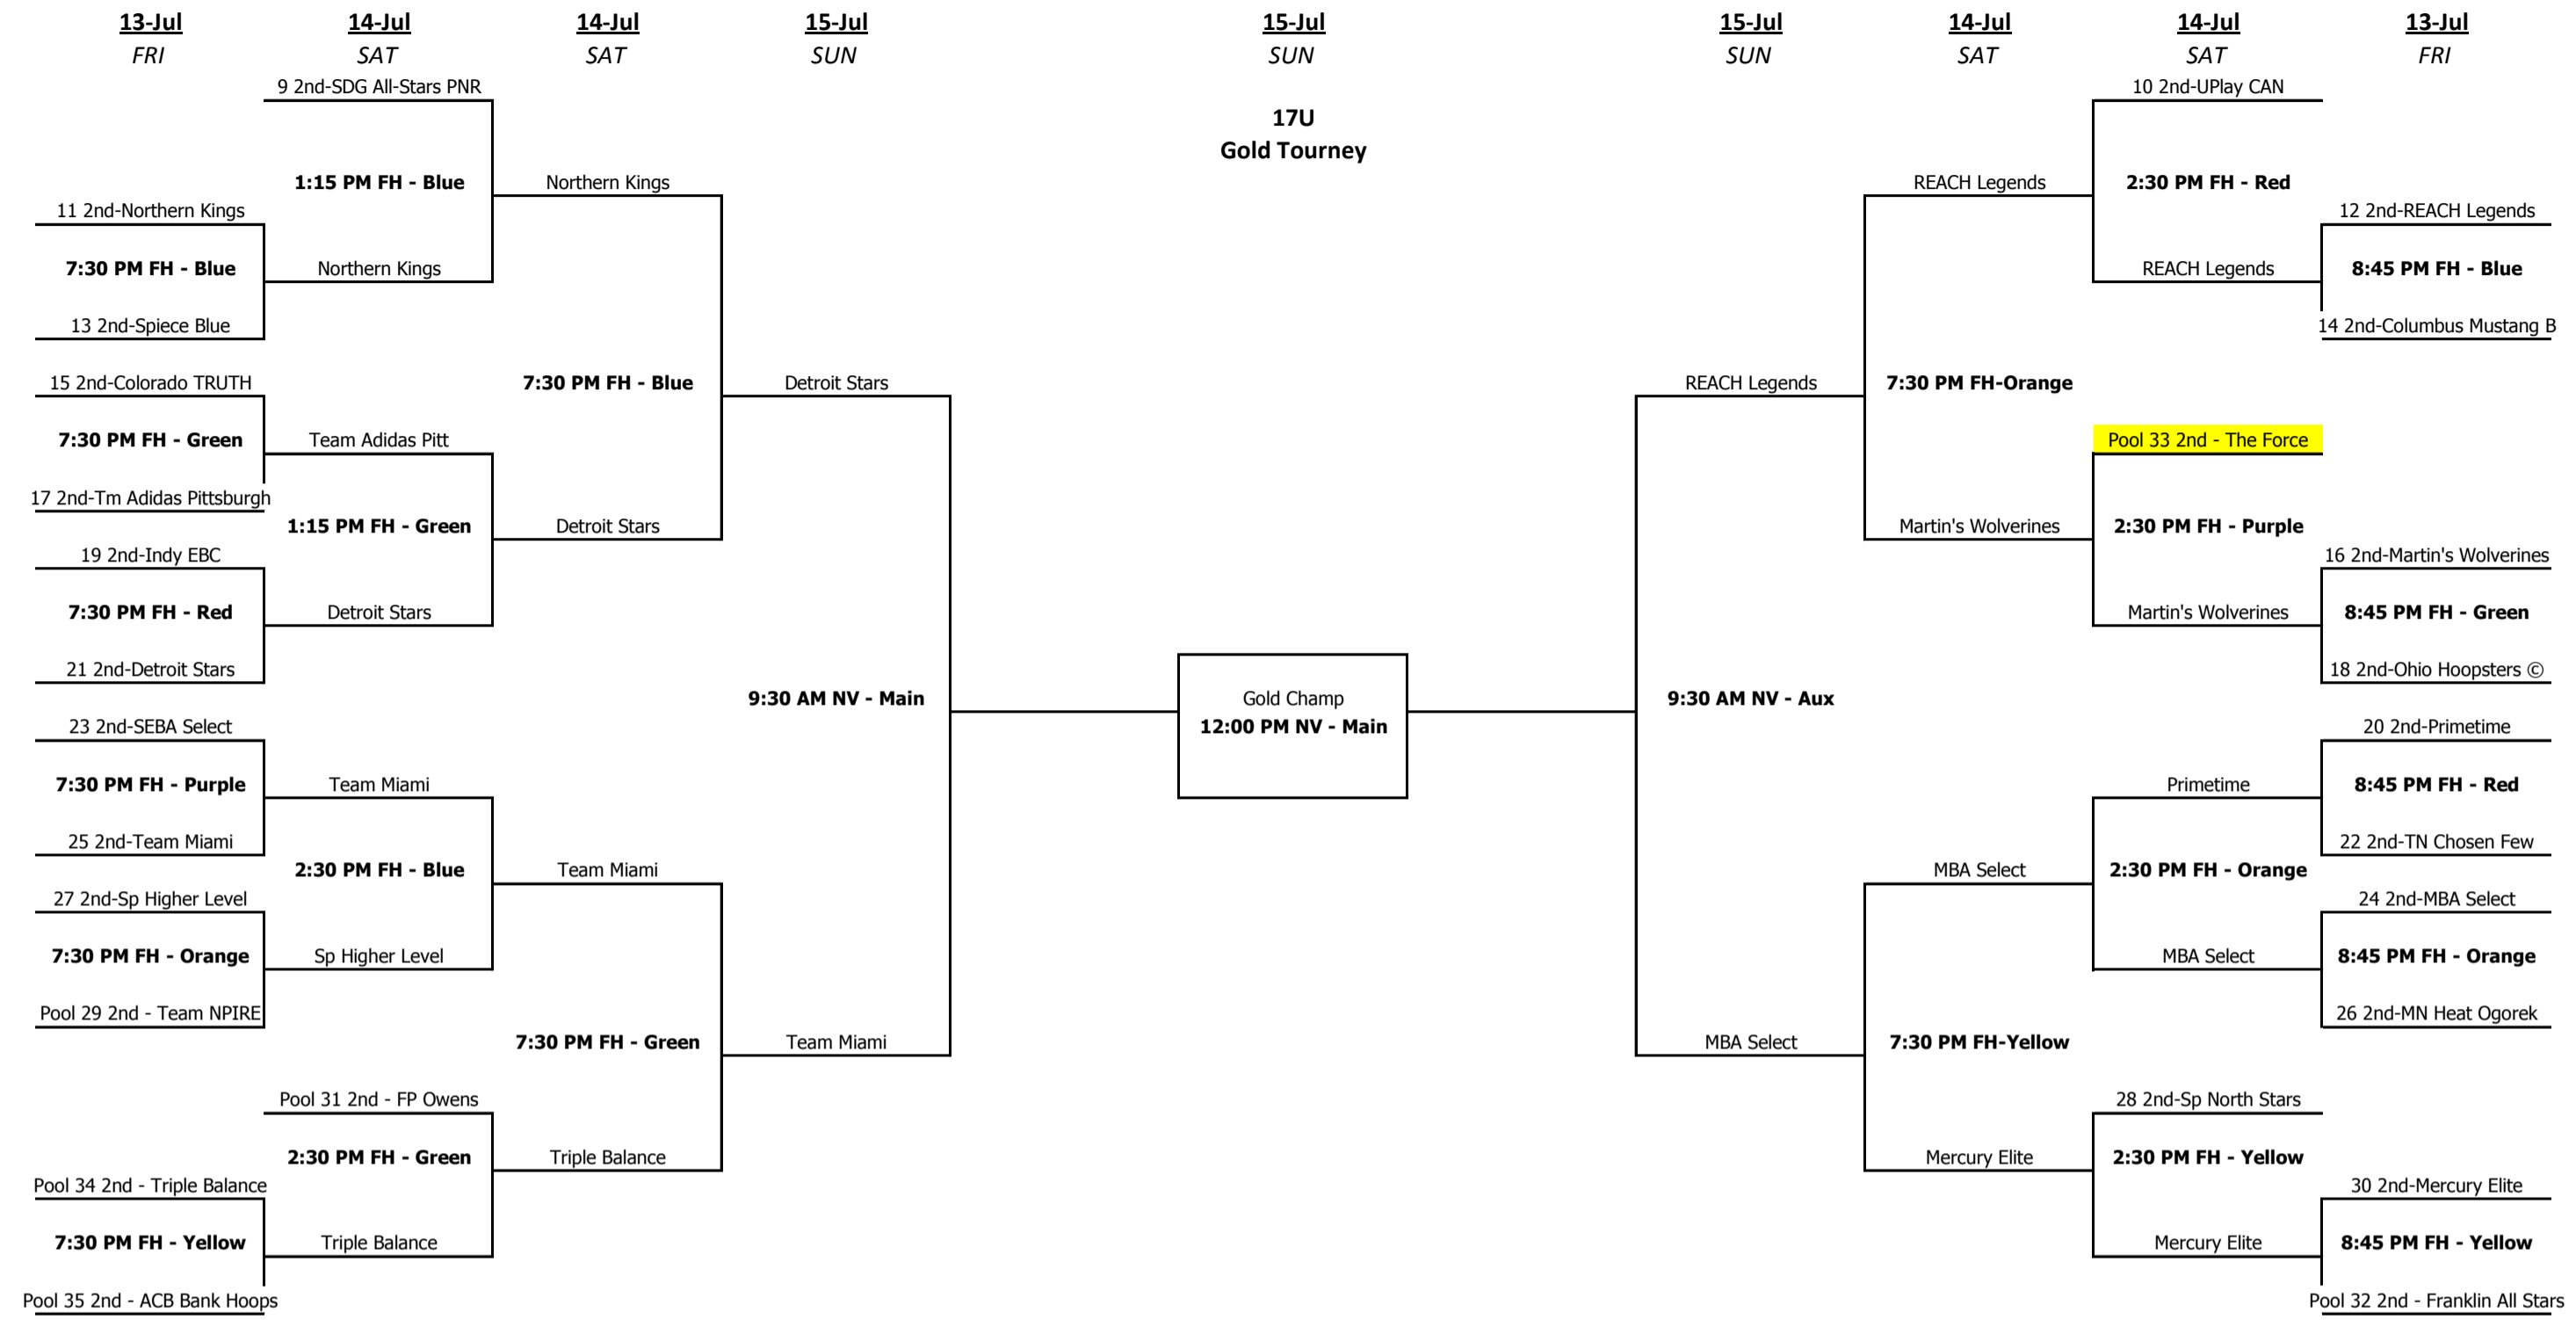 13-Jul 14-Jul 14-Jul 15-Jul 15-Jul 15-Jul 14-Jul 14-Jul 13-Jul
FRI SAT SAT SUN SUN SUN SAT SAT FRI
9 2nd-SDG All-Stars PNR 10 2nd-UPlay CAN
17U
Gold Tourney
1:15 PM FH - Blue Northern Kings REACH Legends 2:30 PM FH - Red
11 2nd-Northern Kings 12 2nd-REACH Legends
7:30 PM FH - Blue Northern Kings REACH Legends 8:45 PM FH - Blue
13 2nd-Spiece Blue 14 2nd-Columbus Mustang B
15 2nd-Colorado TRUTH 7:30 PM FH - Blue Detroit Stars REACH Legends 7:30 PM FH-Orange
7:30 PM FH - Green Team Adidas Pitt Pool 33 2nd - The Force
17 2nd-Tm Adidas Pittsburgh
1:15 PM FH - Green Detroit Stars Martin's Wolverines 2:30 PM FH - Purple
19 2nd-Indy EBC 16 2nd-Martin's Wolverines
7:30 PM FH - Red Detroit Stars Martin's Wolverines 8:45 PM FH - Green
21 2nd-Detroit Stars 18 2nd-Ohio Hoopsters ©
9:30 AM NV - Main Gold Champ 9:30 AM NV - Aux
23 2nd-SEBA Select 12:00 PM NV - Main 20 2nd-Primetime
7:30 PM FH - Purple Team Miami Primetime 8:45 PM FH - Red
25 2nd-Team Miami 22 2nd-TN Chosen Few
2:30 PM FH - Blue Team Miami MBA Select 2:30 PM FH - Orange
27 2nd-Sp Higher Level 24 2nd-MBA Select
7:30 PM FH - Orange Sp Higher Level MBA Select 8:45 PM FH - Orange
Pool 29 2nd - Team NPIRE 26 2nd-MN Heat Ogorek
7:30 PM FH - Green Team Miami MBA Select 7:30 PM FH-Yellow
Pool 31 2nd - FP Owens 28 2nd-Sp North Stars
2:30 PM FH - Green Triple Balance Mercury Elite 2:30 PM FH - Yellow
Pool 34 2nd - Triple Balance 30 2nd-Mercury Elite
7:30 PM FH - Yellow Triple Balance Mercury Elite 8:45 PM FH - Yellow
Pool 35 2nd - ACB Bank Hoops Pool 32 2nd - Franklin All Stars